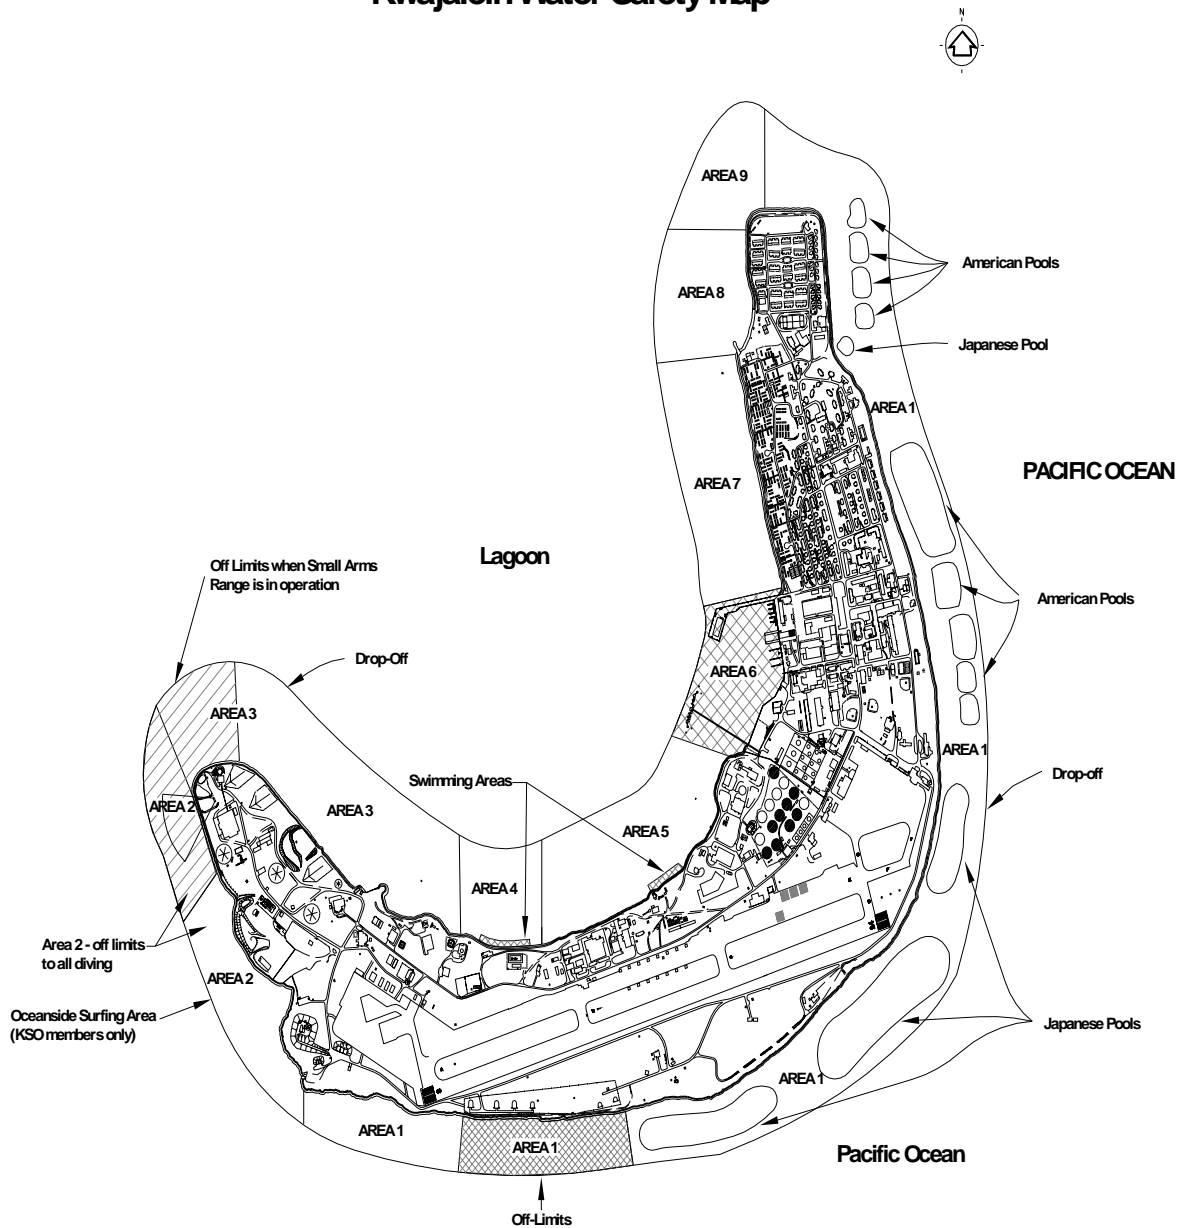 Kwajalein Water Safety Map
N
AREA 9
American Pools
AREA 8
Japanese Pool
AREA 1
PACIFIC OCEAN
AREA 7
Lagoon
Off Limits when Small Arms
Range is in operation
American Pools
Drop-Off
AREA 6
AREA 3
AREA 1
Drop-off
Swimming Areas
AREA 2
AREA 3
AREA 5
AREA 4
Area 2 - off limits
to all diving
AREA 2
Oceanside Surfing Area
(KSO members only)
Japanese Pools
AREA 1
AREA 1
AREA 1
Pacific Ocean
Off-Limits